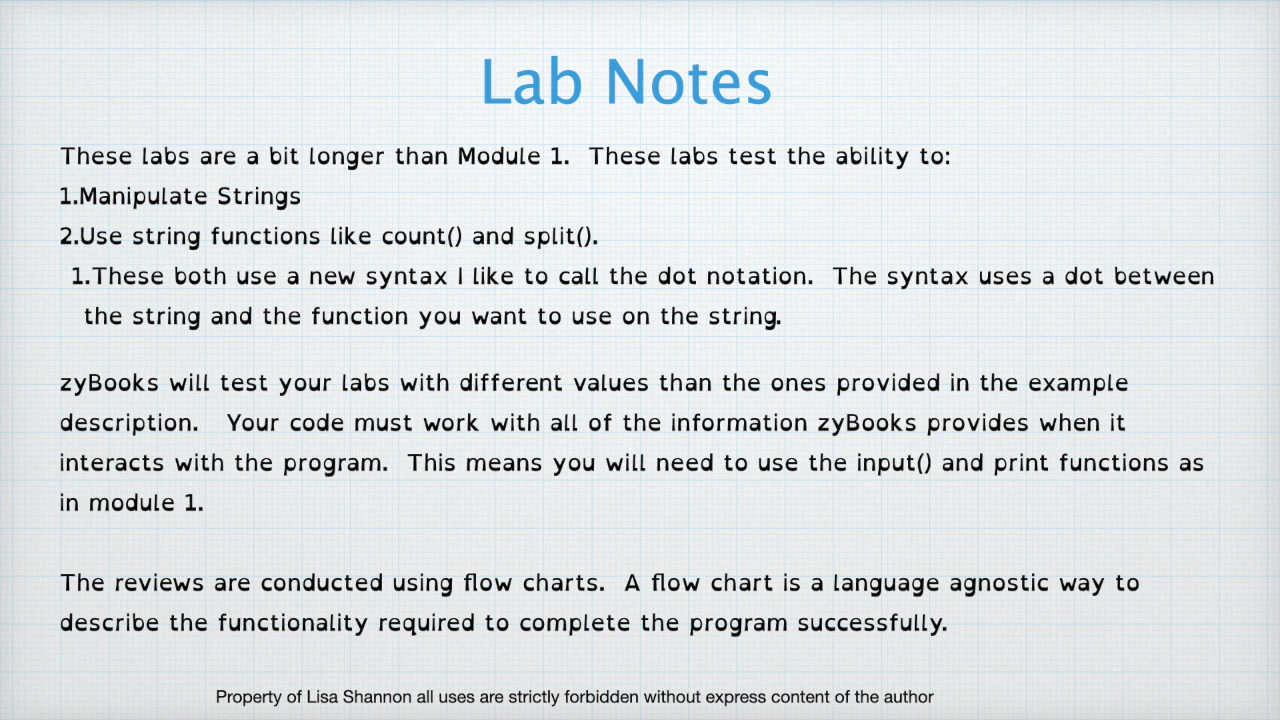 Lab Notes
These labs are a bit longer than Module 1.  These labs test the ability to:
1.Manipulate Strings
2.Use string functions like count() and split().
1.These both use a new syntax I like to call the dot notation.  The syntax uses a dot between
the string and the function you want to use on the string.
zyBooks will test your labs with different values than the ones provided in the example
description.   Your code must work with all of the information zyBooks provides when it
interacts with the program.  This means you will need to use the input() and print functions as
in module 1.
The reviews are conducted using flow charts.  A flow chart is a language agnostic way to
describe the functionality required to complete the program successfully.
Property of Lisa Shannon all uses are strictly forbidden without express content of the author